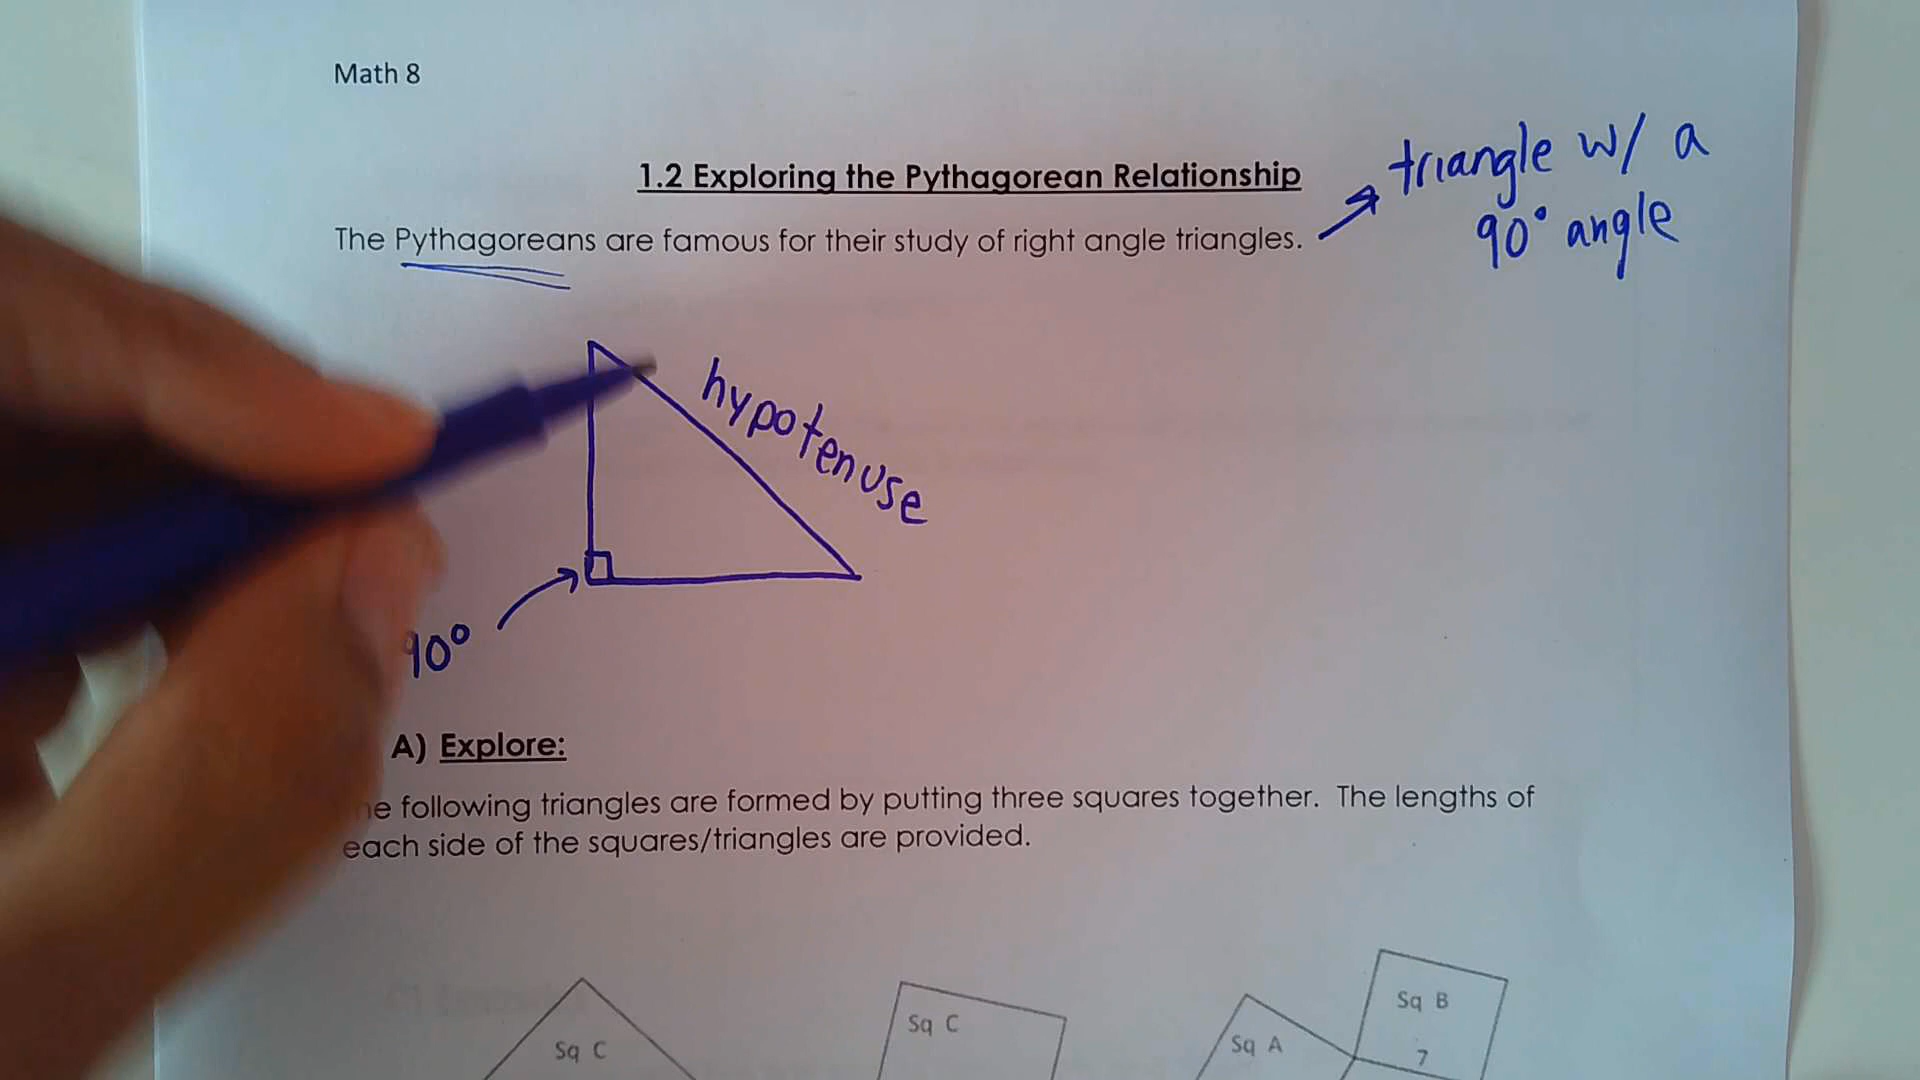 Math 8
1.2 Exploring the Pythagorean Relationship
The Pythagoreans are famous for their study of right angle triangles.
triangle w/ a
90° angle
hypotenuse
90°
A) Explore:
following triangles are formed by putting three squares together. The lengths of
each side of the squares/triangles are provided.
Sq C
Sq C
Sq A
Sq B
7